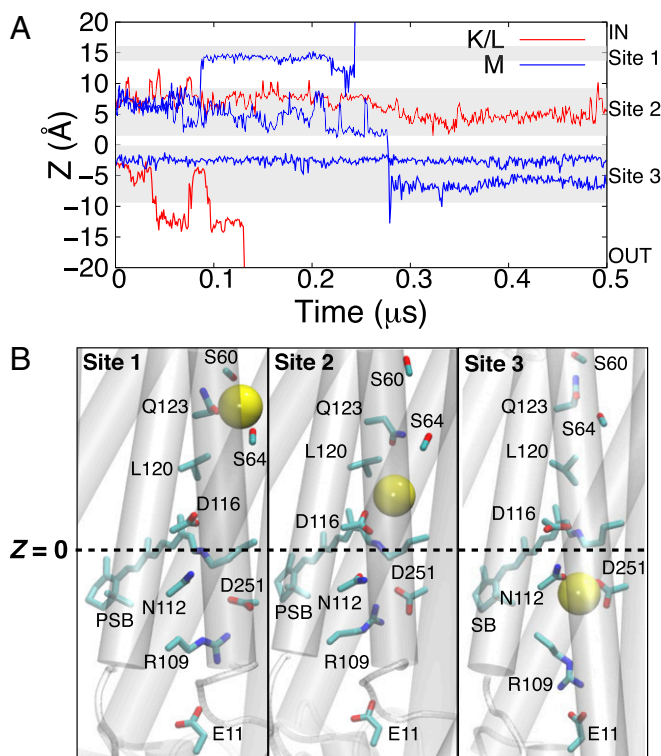 A
20
15
10
5
0
−5
−10
−15
−20
Z (Å)
K/L
M
IN
Site 1
Site 2
Site 3
OUT
0
0.1
0.2
0.3
0.4
0.5
Time (μs)
B
Site 1
S60
Q123
S64
L120
D116
D251
N112
PSB
R109
E11
Site 2
S60
Q123
S64
L120
D116
D251
N112
PSB
R109
E11
Site 3
S60
Q123
S64
L120
D116
D251
N112
SB
R109
E11
Z = 0